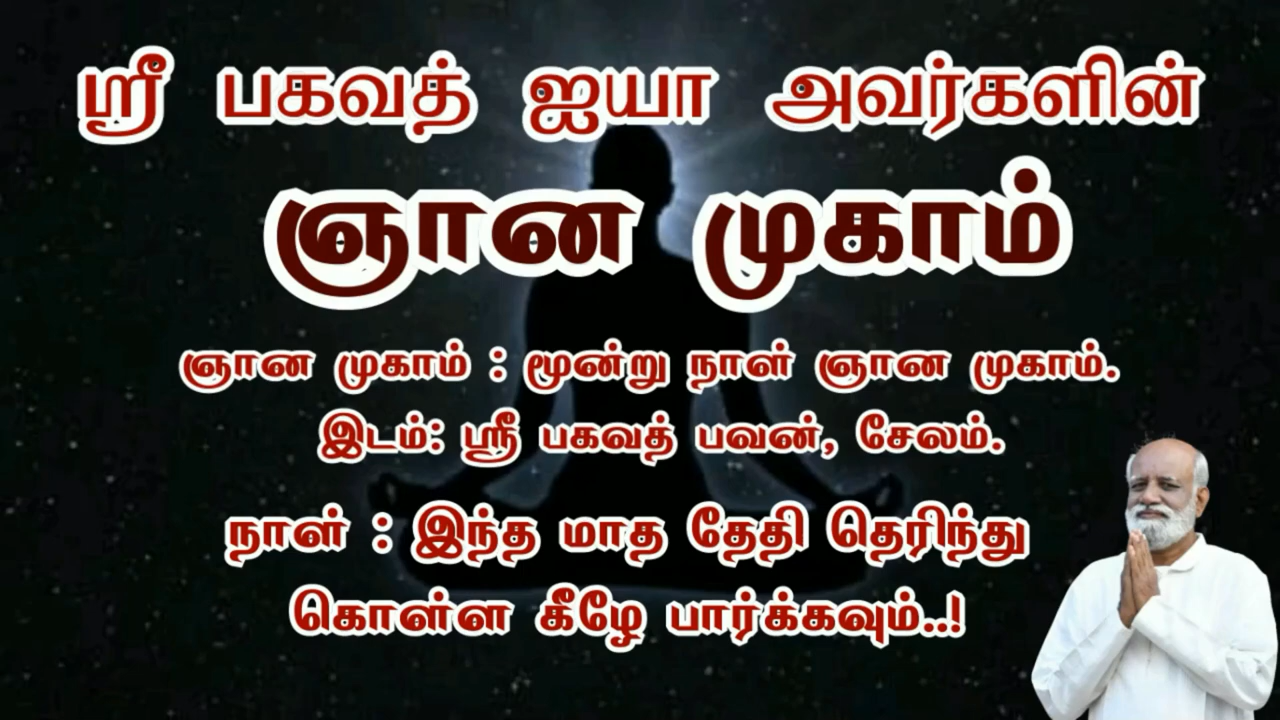 ஸ்ரீ பகவத் ஐயா அவர்களின்
ஞான முகாம்
ஞான முகாம் : மூன்று நாள் ஞான முகாம்.
இடம்: ஸ்ரீ பகவத் பவன், சேலம்.
நாள் : இந்த மாத தேதி தெரிந்து
கொள்ள கீழே பார்க்கவும்..!